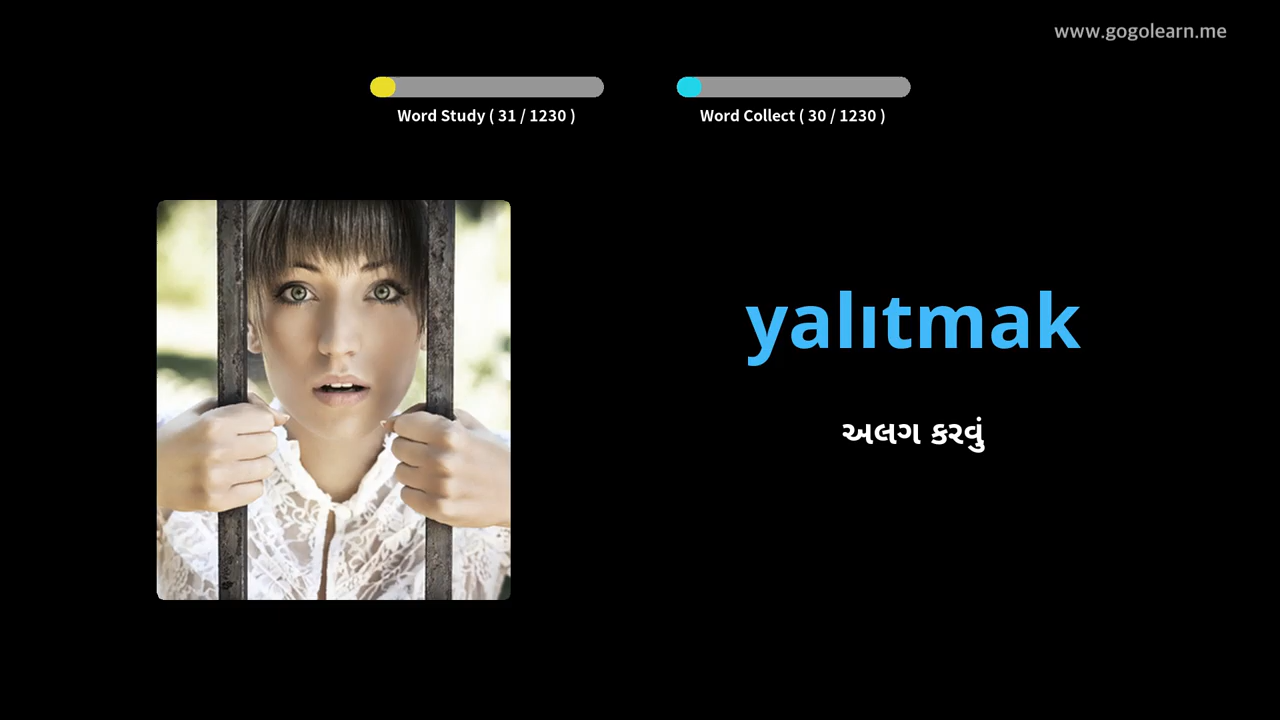 www.gogolearn.me
Word Study ( 31 / 1230 )
Word Collect ( 30 / 1230 )
yalıtmak
અલગ કરવું